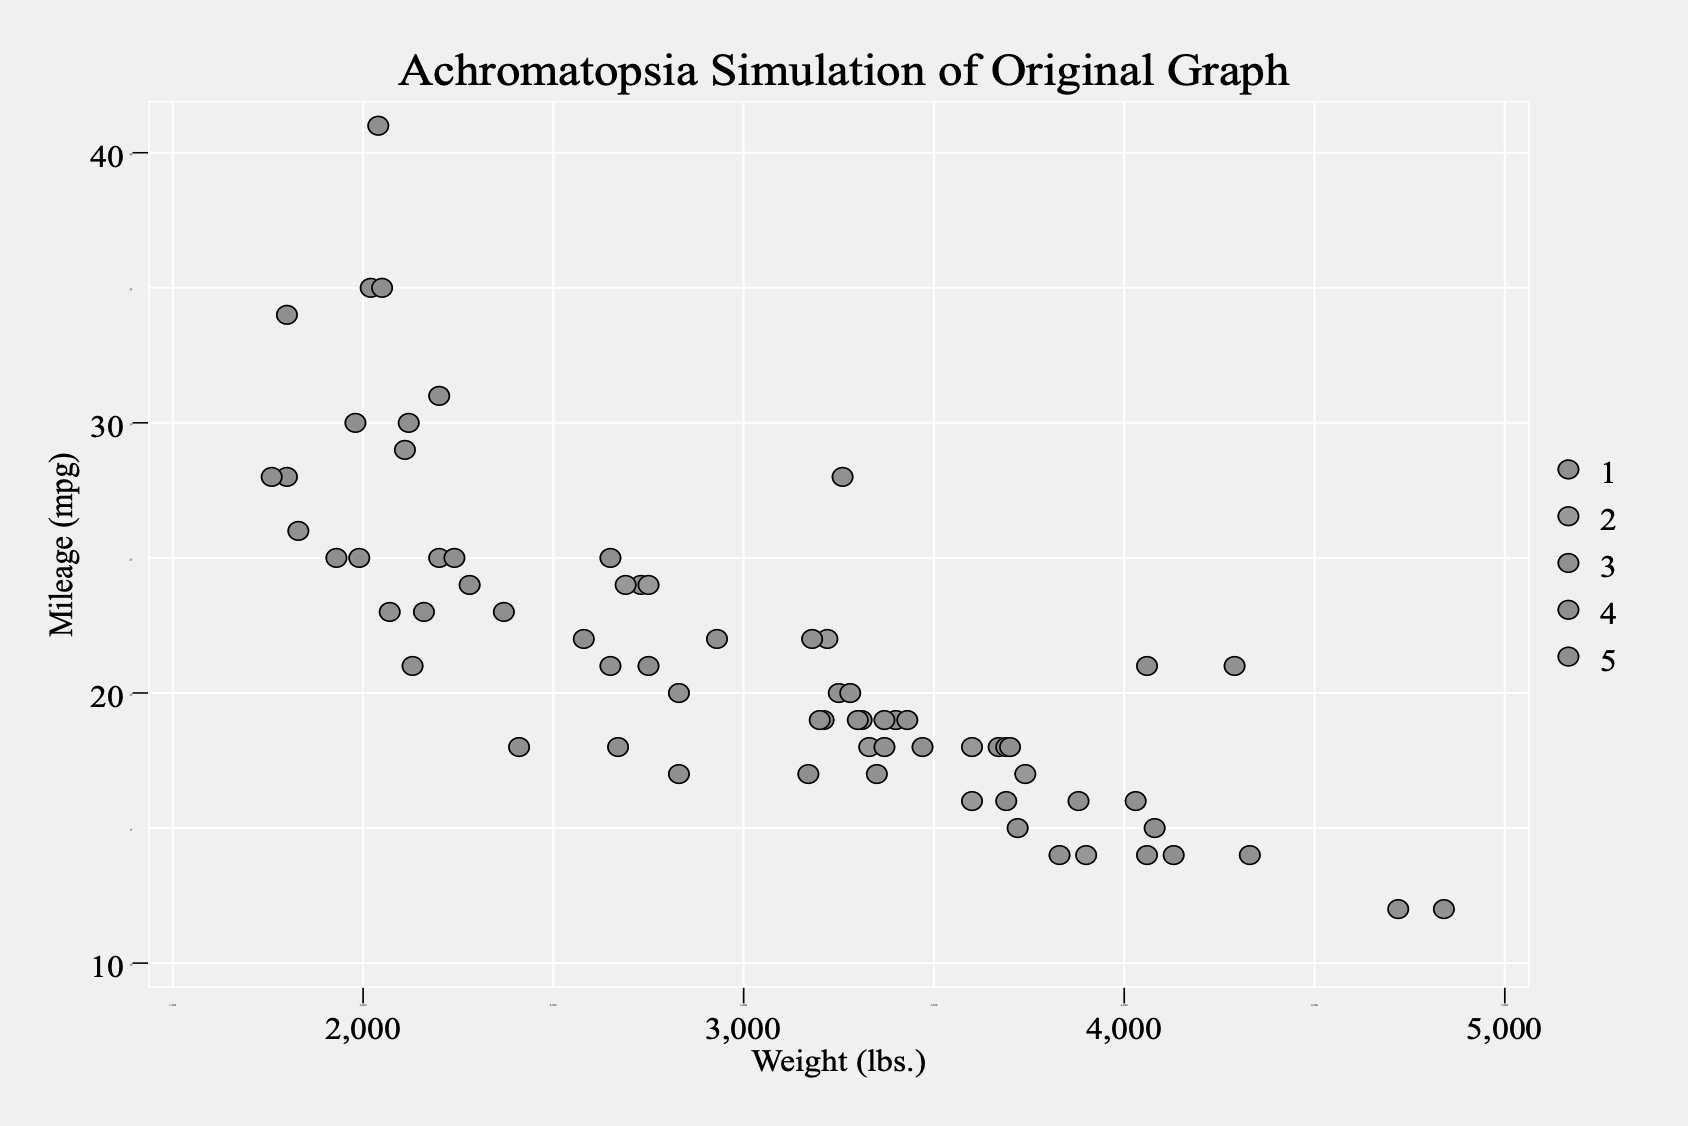 Achromatopsia Simulation of Original Graph
40
30
20
10
Mileage (mpg)
2,000 3,000 4,000 5,000
Weight (lbs.)
1
2
3
4
5